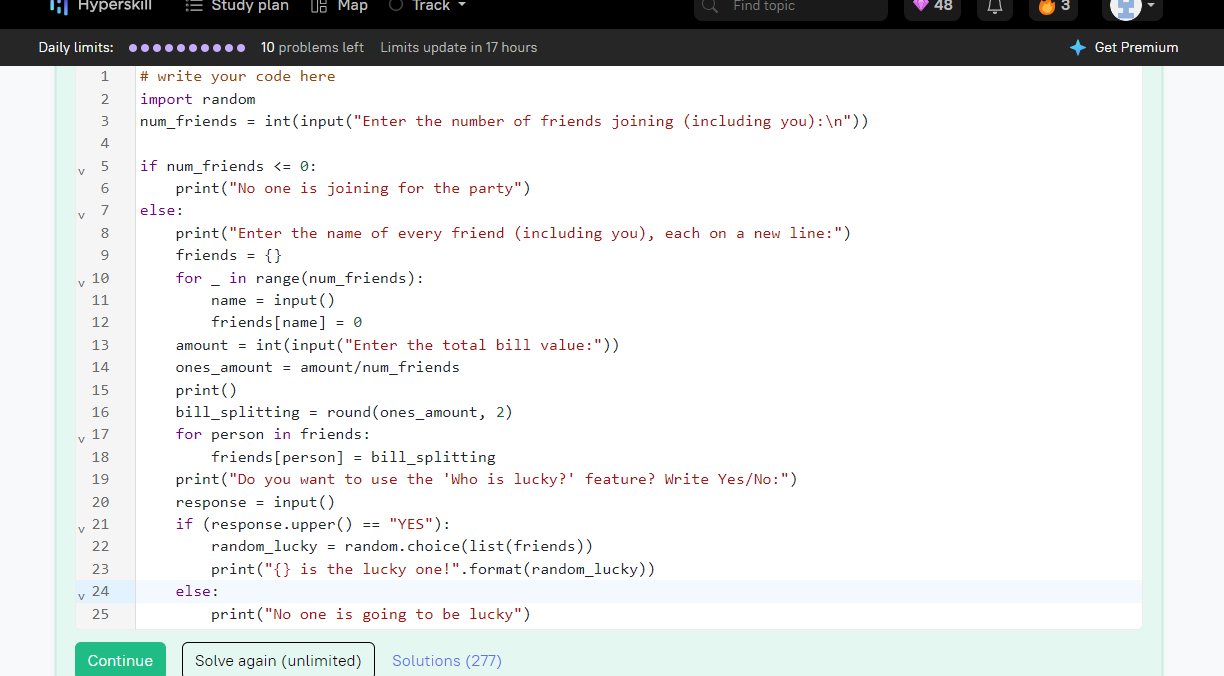 Hyperskill Study plan Map Track Find topic 48 3
Daily limits: 10 problems left Limits update in 17 hours Get Premium
1 # write your code here
2 import random
3 num_friends = int(input("Enter the number of friends joining (including you):\n"))
4
5 if num_friends <= 0:
6 print("No one is joining for the party")
7 else:
8 print("Enter the name of every friend (including you), each on a new line:")
9 friends = {}
10 for _ in range(num_friends):
11 name = input()
12 friends[name] = 0
13 amount = int(input("Enter the total bill value:"))
14 ones_amount = amount/num_friends
15 print()
16 bill_splitting = round(ones_amount, 2)
17 for person in friends:
18 friends[person] = bill_splitting
19 print("Do you want to use the 'Who is lucky?' feature? Write Yes/No:")
20 response = input()
21 if (response.upper() == "YES"):
22 random_lucky = random.choice(list(friends))
23 print("{} is the lucky one!".format(random_lucky))
24 else:
25 print("No one is going to be lucky")
Continue Solve again (unlimited) Solutions (277)